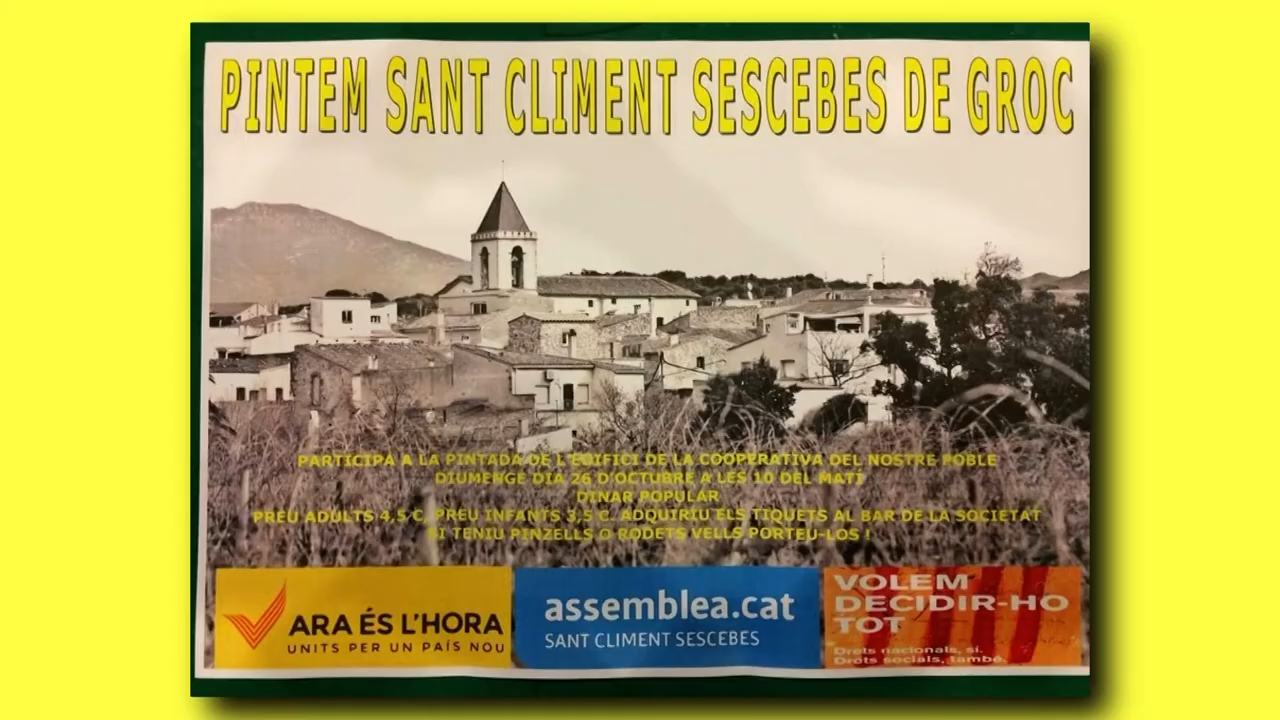 PINTEM SANT CLIMENT SESCEBES DE GROC
PARTICIPA A LA PINTADA DE L'EDIFICI DE LA COOPERATIVA DEL NOSTRE POBLE
DIUMENGE DIA 26 D'OCTUBRE A LES 10 DEL MATÍ
DINAR POPULAR
PREU ADULTS 4,5 €, PREU INFANTS 3,5 €. ADQUIRIU ELS TIQUETS AL BAR DE LA SOCIETAT
SI TENIU PINZELLS O RODETS VELLS PORTEU-LOS !
ARA ÉS L'HORA
UNITS PER UN PAÍS NOU
assemblea.cat
SANT CLIMENT SESCEBES
VOLEM
DECIDIR-HO
TOT
Drets nacionals, sí.
Drets socials, també.